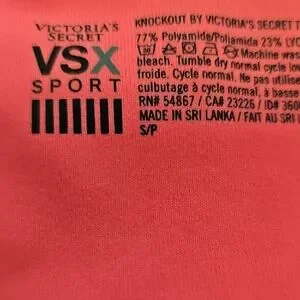 VICTORIA'S
SECRET
VSX
SPORT
KNOCKOUT BY VICTORIA'S SECRET
77% Polyamide/Poliamida 23% LYC
30 Machine was
bleach. Tumble dry normal cycle low
froide. Cycle normal. Ne pas utilise
culbutage à cycle normal, à basse
RN# 54867 / CA# 23226 / ID# 360
MADE IN SRI LANKA / FAIT AU SRI L
S/P